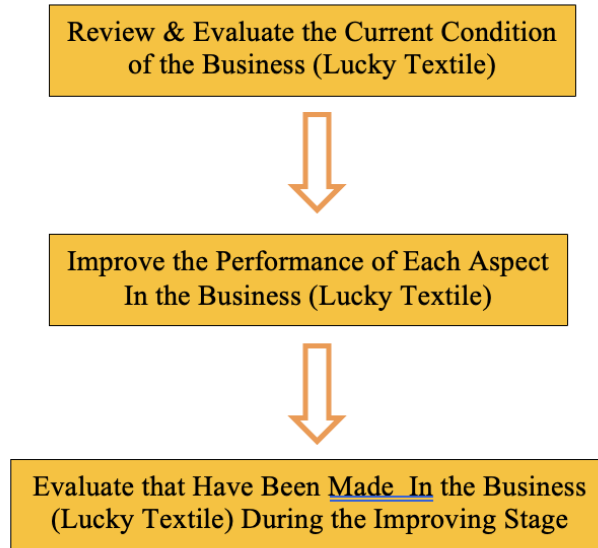 Review & Evaluate the Current Condition
of the Business (Lucky Textile)
Improve the Performance of Each Aspect
In the Business (Lucky Textile)
Evaluate that Have Been Made  In the Business
(Lucky Textile) During the Improving Stage